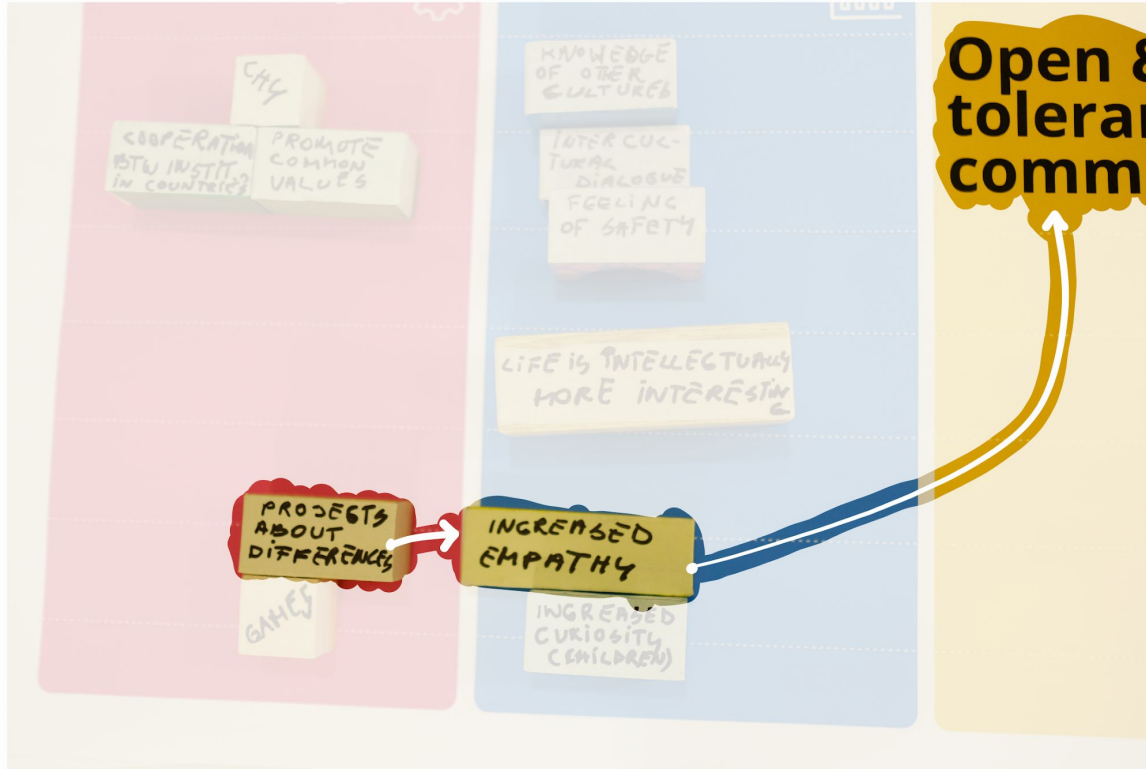 CHY
COOPERATION
BTW INSTIT.
IN COUNTRIES
PROMOTE
COMMON
VALUES
KNOWLEDGE
OF OTHER
CULTURES
INTERCUL-
TURAL
DIALOGUE
FEELING
OF SAFETY
LIFE IS INTELLECTUALLY
MORE INTERESTIN
G
PROJECTS
ABOUT
DIFFERENCES
GAMES
INCREASED
EMPATHY
INCREASED
CURIOSITY
(CHILDREN)
Open &
toleran
comm